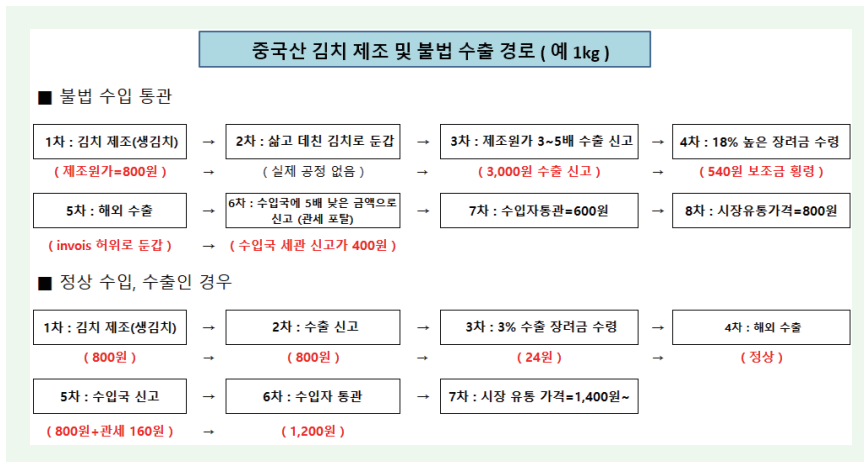 중국산 김치 제조 및 불법 수출 경로 ( 예 1kg )
■ 불법 수입 통관
1차 : 김치 제조(생김치) → 2차 : 삶고 데친 김치로 둔갑 → 3차 : 제조원가 3~5배 수출 신고 → 4차 : 18% 높은 장려금 수령
( 제조원가=800원 ) → ( 실제 공정 없음 ) → ( 3,000원 수출 신고 ) → ( 540원 보조금 횡령 )
5차 : 해외 수출 → 6차 : 수입국에 5배 낮은 금액으로 신고 (관세 포탈) → 7차 : 수입자통관=600원 → 8차 : 시장유통가격=800원
( invois 허위로 둔갑 ) → ( 수입국 세관 신고가 400원 )
■ 정상 수입, 수출인 경우
1차 : 김치 제조(생김치) → 2차 : 수출 신고 → 3차 : 3% 수출 장려금 수령 → 4차 : 해외 수출
( 800원 ) → ( 800원 ) → ( 24원 ) → ( 정상 )
5차 : 수입국 신고 → 6차 : 수입자 통관 → 7차 : 시장 유통 가격=1,400원~
( 800원+관세 160원 ) → ( 1,200원 )